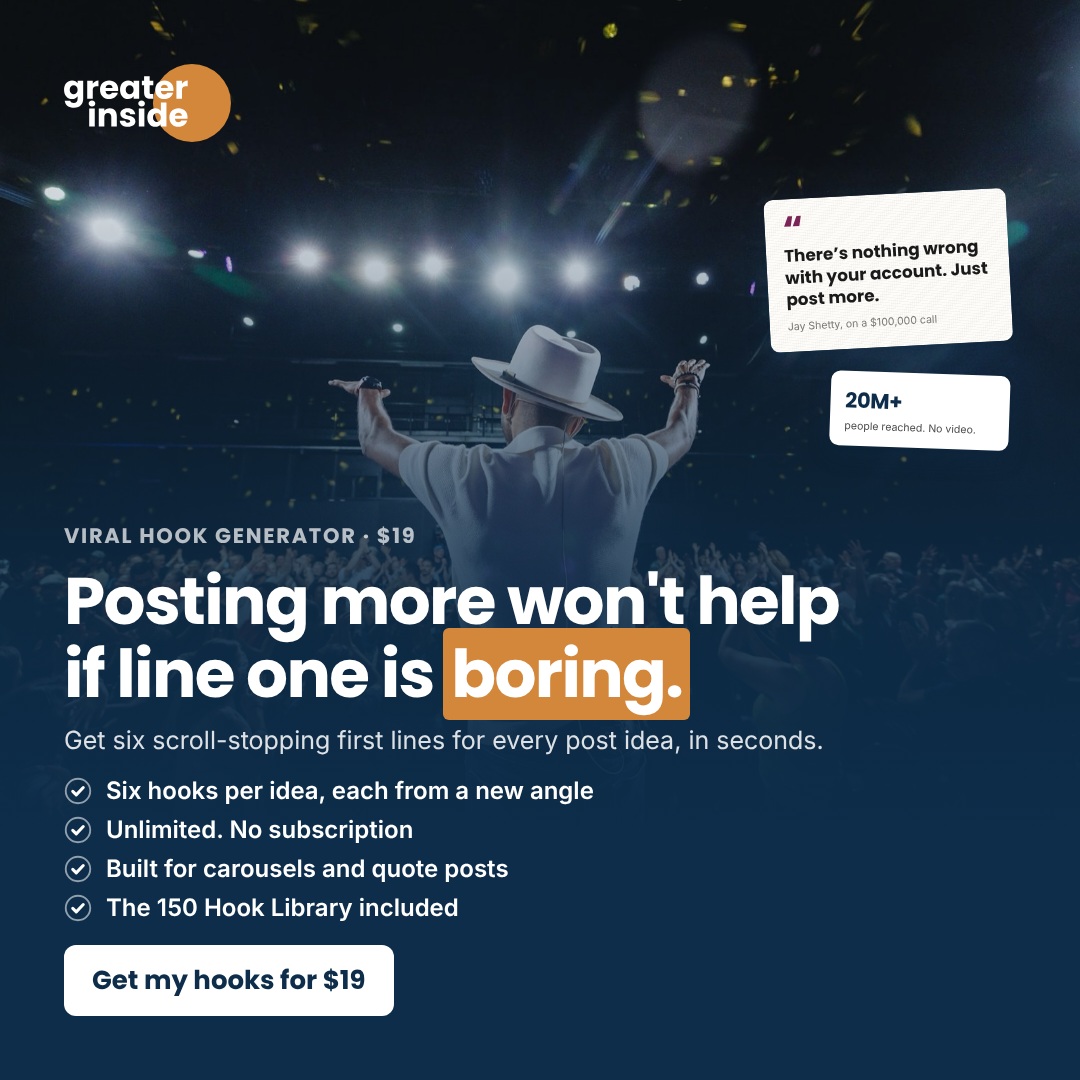 greater
inside
“
There’s nothing wrong
with your account. Just
post more.
Jay Shetty, on a $100,000 call
20M+
people reached. No video.
VIRAL HOOK GENERATOR · $19
Posting more won't help
if line one is boring.
Get six scroll-stopping first lines for every post idea, in seconds.
Six hooks per idea, each from a new angle
Unlimited. No subscription
Built for carousels and quote posts
The 150 Hook Library included
Get my hooks for $19